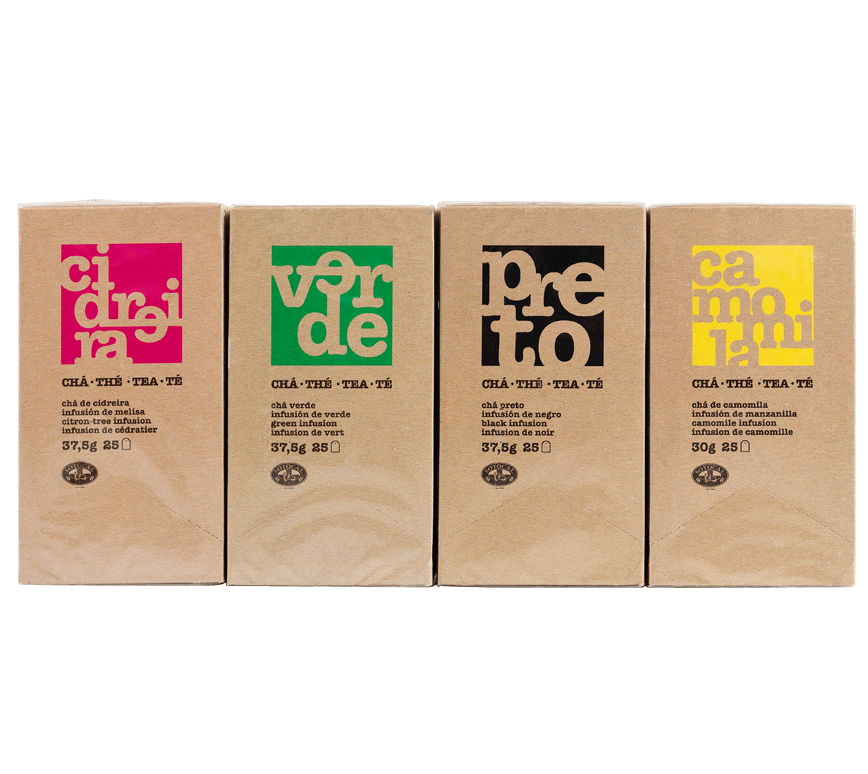 ci
drei
ra
CHÁ · THÉ · TEA · TÉ
chá de cidreira
infusión de melisa
citron-tree infusion
infusion de cédratier
37,5g 25
ver
de
CHÁ · THÉ · TEA · TÉ
chá verde
infusión de verde
green infusion
infusion de vert
37,5g 25
pre
to
CHÁ · THÉ · TEA · TÉ
chá preto
infusión de negro
black infusion
infusion de noir
37,5g 25
ca
mo
mi
la
CHÁ · THÉ · TEA · TÉ
chá de camomila
infusión de manzanilla
camomile infusion
infusion de camomille
30g 25